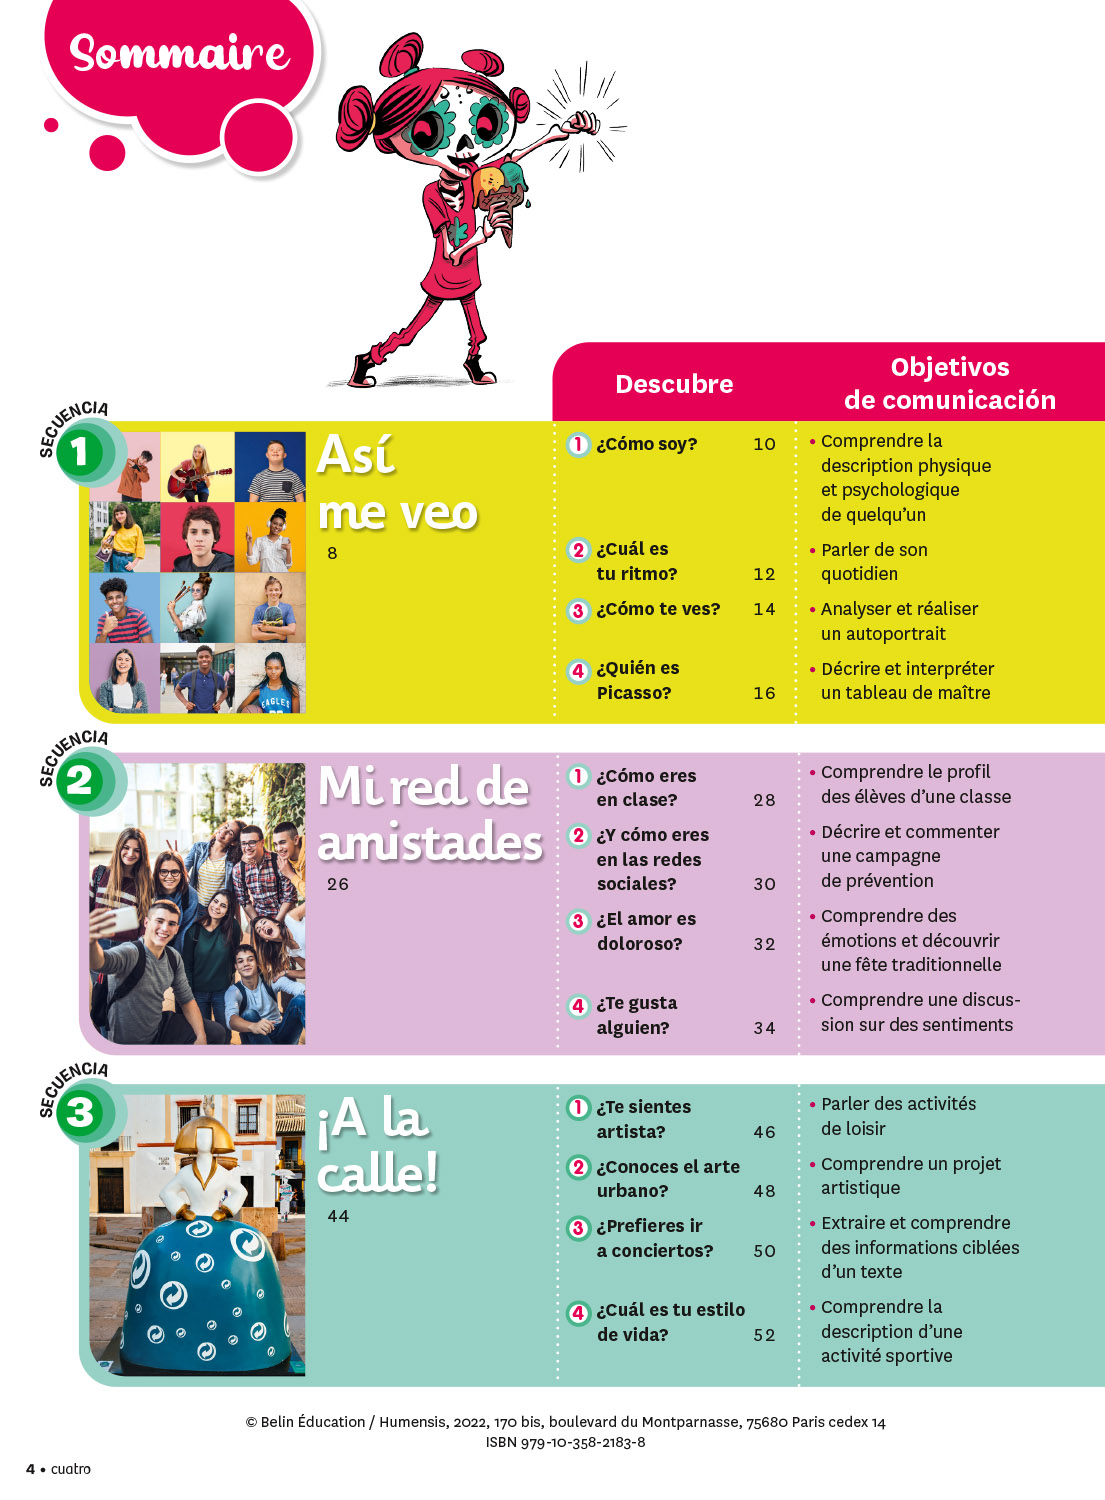 Sommaire
Descubre
Objetivos
de comunicación
SECUENCIA
1
Así
me veo
8
1 ¿Cómo soy? 10
• Comprendre la
description physique
et psychologique
de quelqu'un
2 ¿Cuál es
tu ritmo? 12
• Parler de son
quotidien
3 ¿Cómo te ves? 14
• Analyser et réaliser
un autoportrait
4 ¿Quién es
Picasso? 16
• Décrire et interpréter
un tableau de maître
EAGLES
SECUENCIA
2
Mi red de
amistades
26
1 ¿Cómo eres
en clase? 28
• Comprendre le profil
des élèves d'une classe
2 ¿Y cómo eres
en las redes
sociales? 30
• Décrire et commenter
une campagne
de prévention
3 ¿El amor es
doloroso? 32
• Comprendre des
émotions et découvrir
une fête traditionnelle
4 ¿Te gusta
alguien? 34
• Comprendre une discus-
sion sur des sentiments
SECUENCIA
3
¡A la
calle!
44
1 ¿Te sientes
artista? 46
• Parler des activités
de loisir
2 ¿Conoces el arte
urbano? 48
• Comprendre un projet
artistique
3 ¿Prefieres ir
a conciertos? 50
• Extraire et comprendre
des informations ciblées
d'un texte
4 ¿Cuál es tu estilo
de vida? 52
• Comprendre la
description d'une
activité sportive
© Belin Éducation / Humensis, 2022, 170 bis, boulevard du Montparnasse, 75680 Paris cedex 14
ISBN 979-10-358-2183-8
4 • cuatro